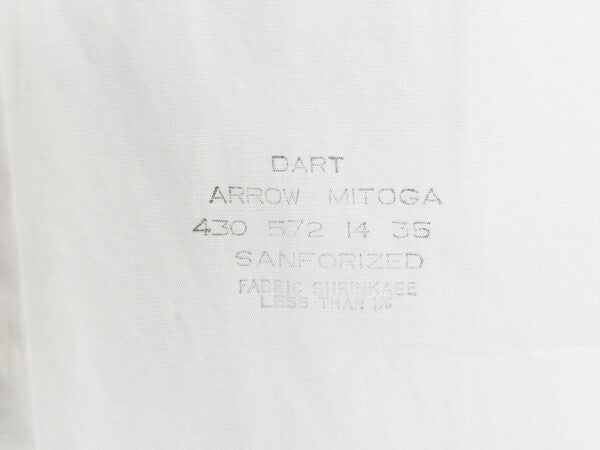 DART
ARROW MITOGA
430 572 14 35
SANFORIZED
FABRIC SHRINKAGE
LESS THAN 1%